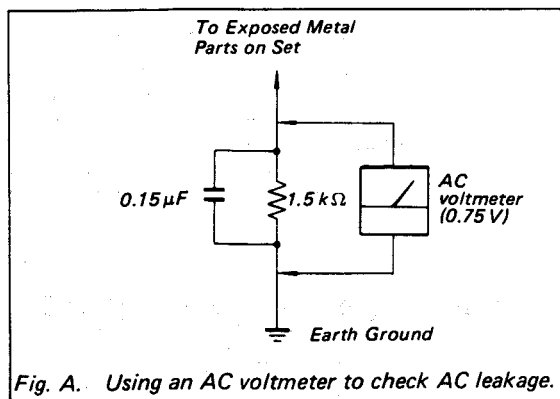 To Exposed Metal
Parts on Set
0.15μF
1.5kΩ
AC
voltmeter
(0.75V)
Earth Ground
Fig. A. Using an AC voltmeter to check AC leakage.